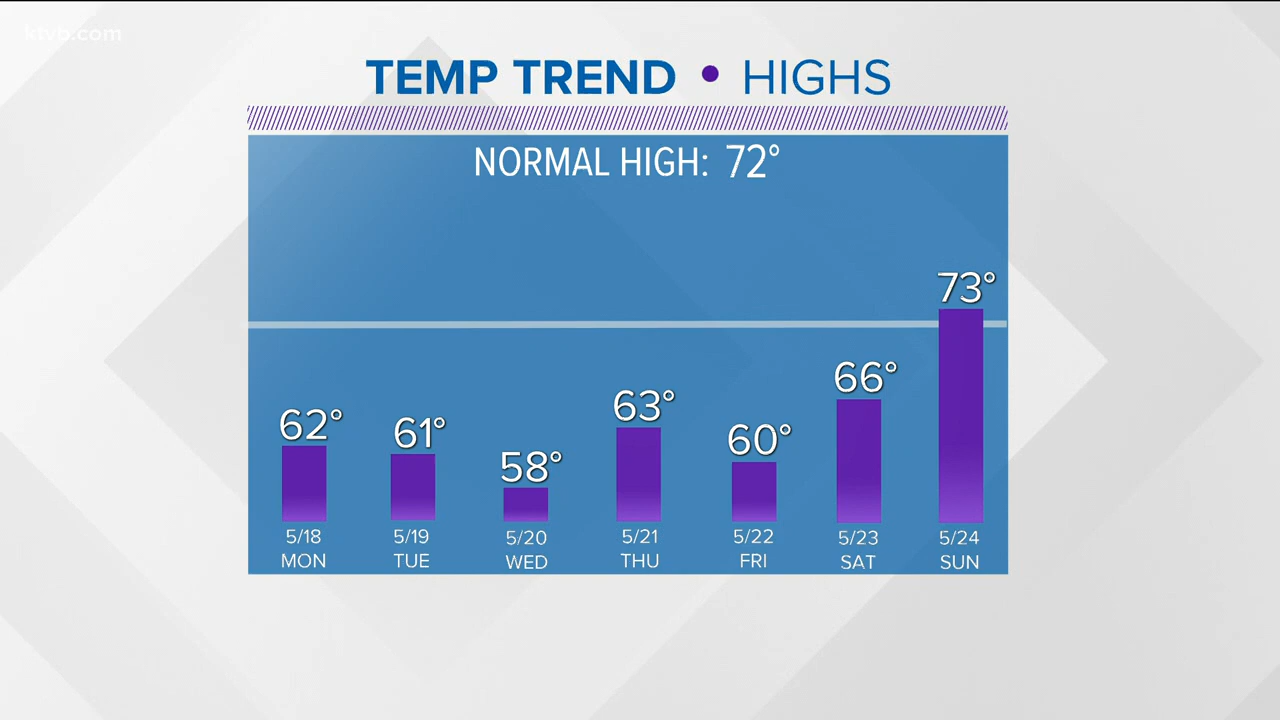 ktvb.com
TEMP TREND • HIGHS
NORMAL HIGH: 72°
62° 61° 58° 63° 60° 66° 73°
5/18 5/19 5/20 5/21 5/22 5/23 5/24
MON TUE WED THU FRI SAT SUN